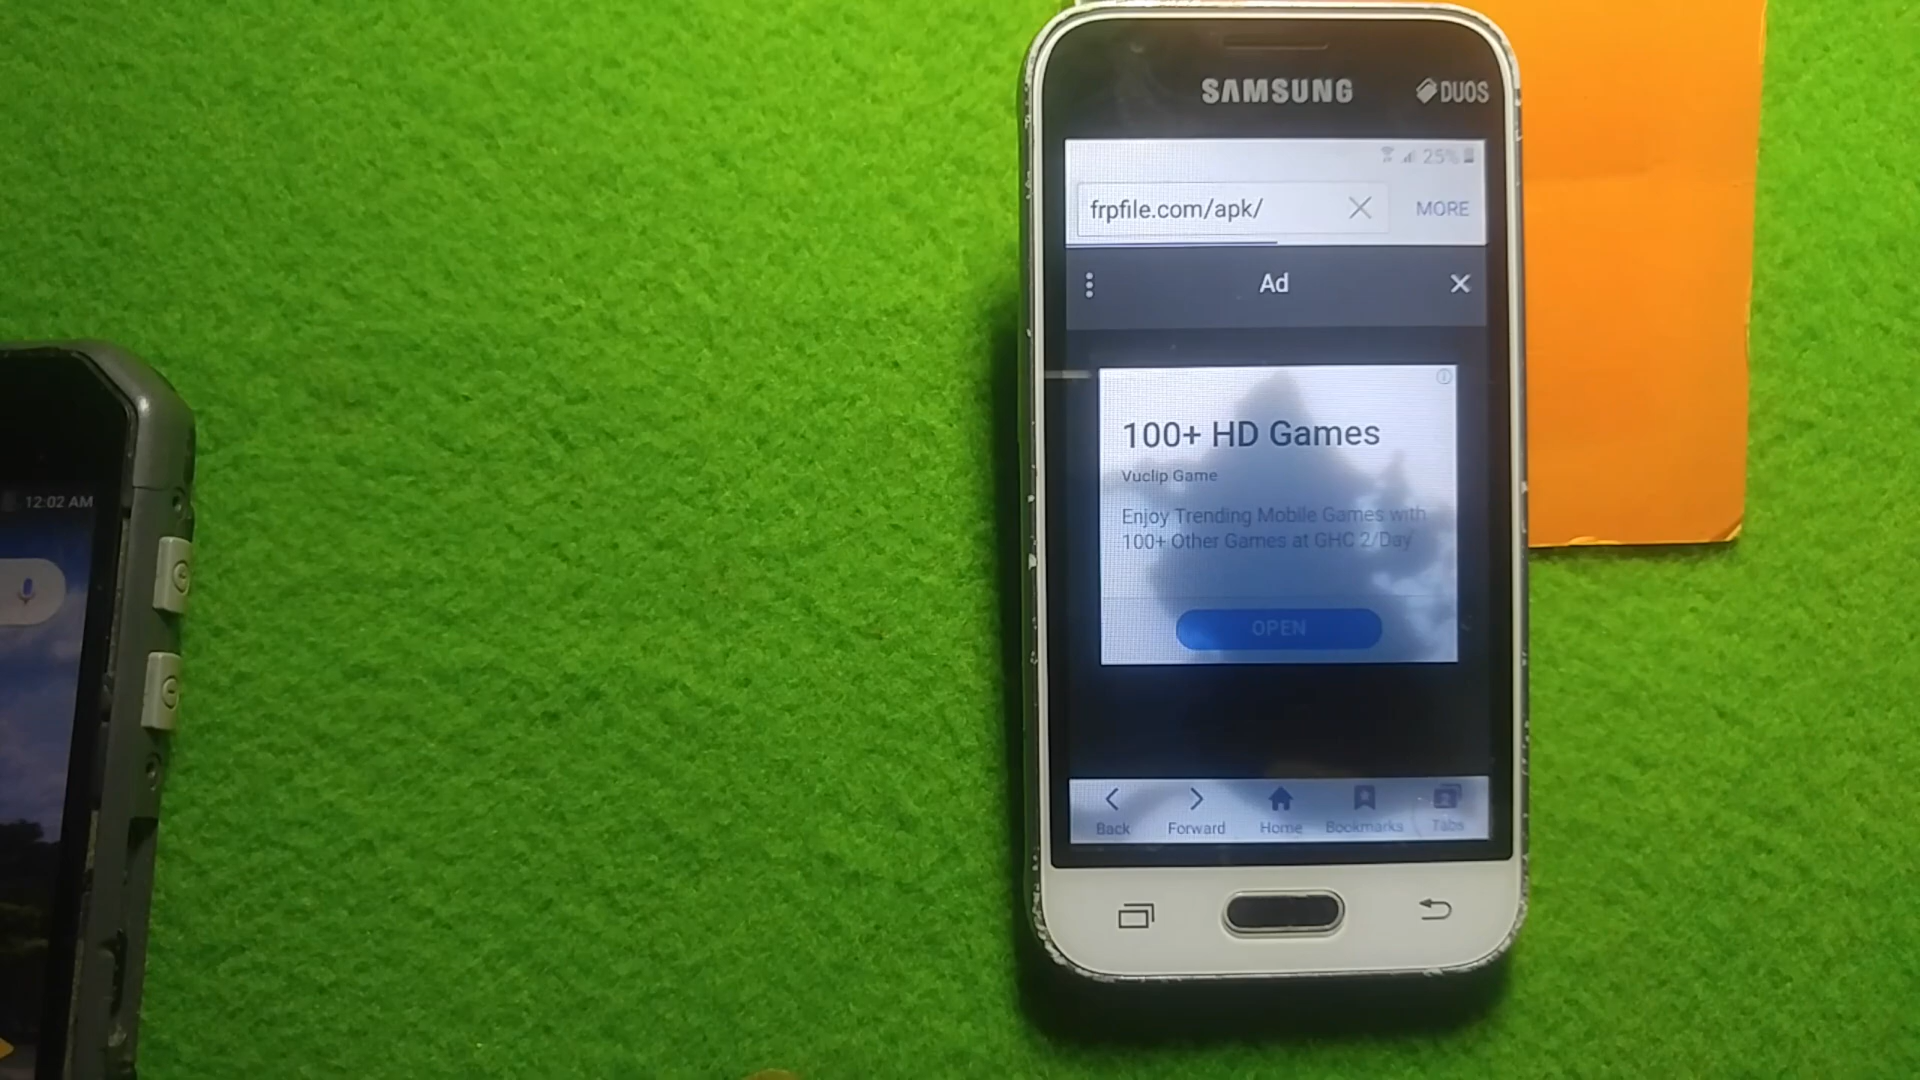 SAMSUNG
DUOS
25%
frpfile.com/apk/
MORE
Ad
100+ HD Games
Vuclip Game
Enjoy Trending Mobile Games with
100+ Other Games at GHC 2/Day
OPEN
Back
Forward
Home
Bookmarks
Tabs
12:02 AM